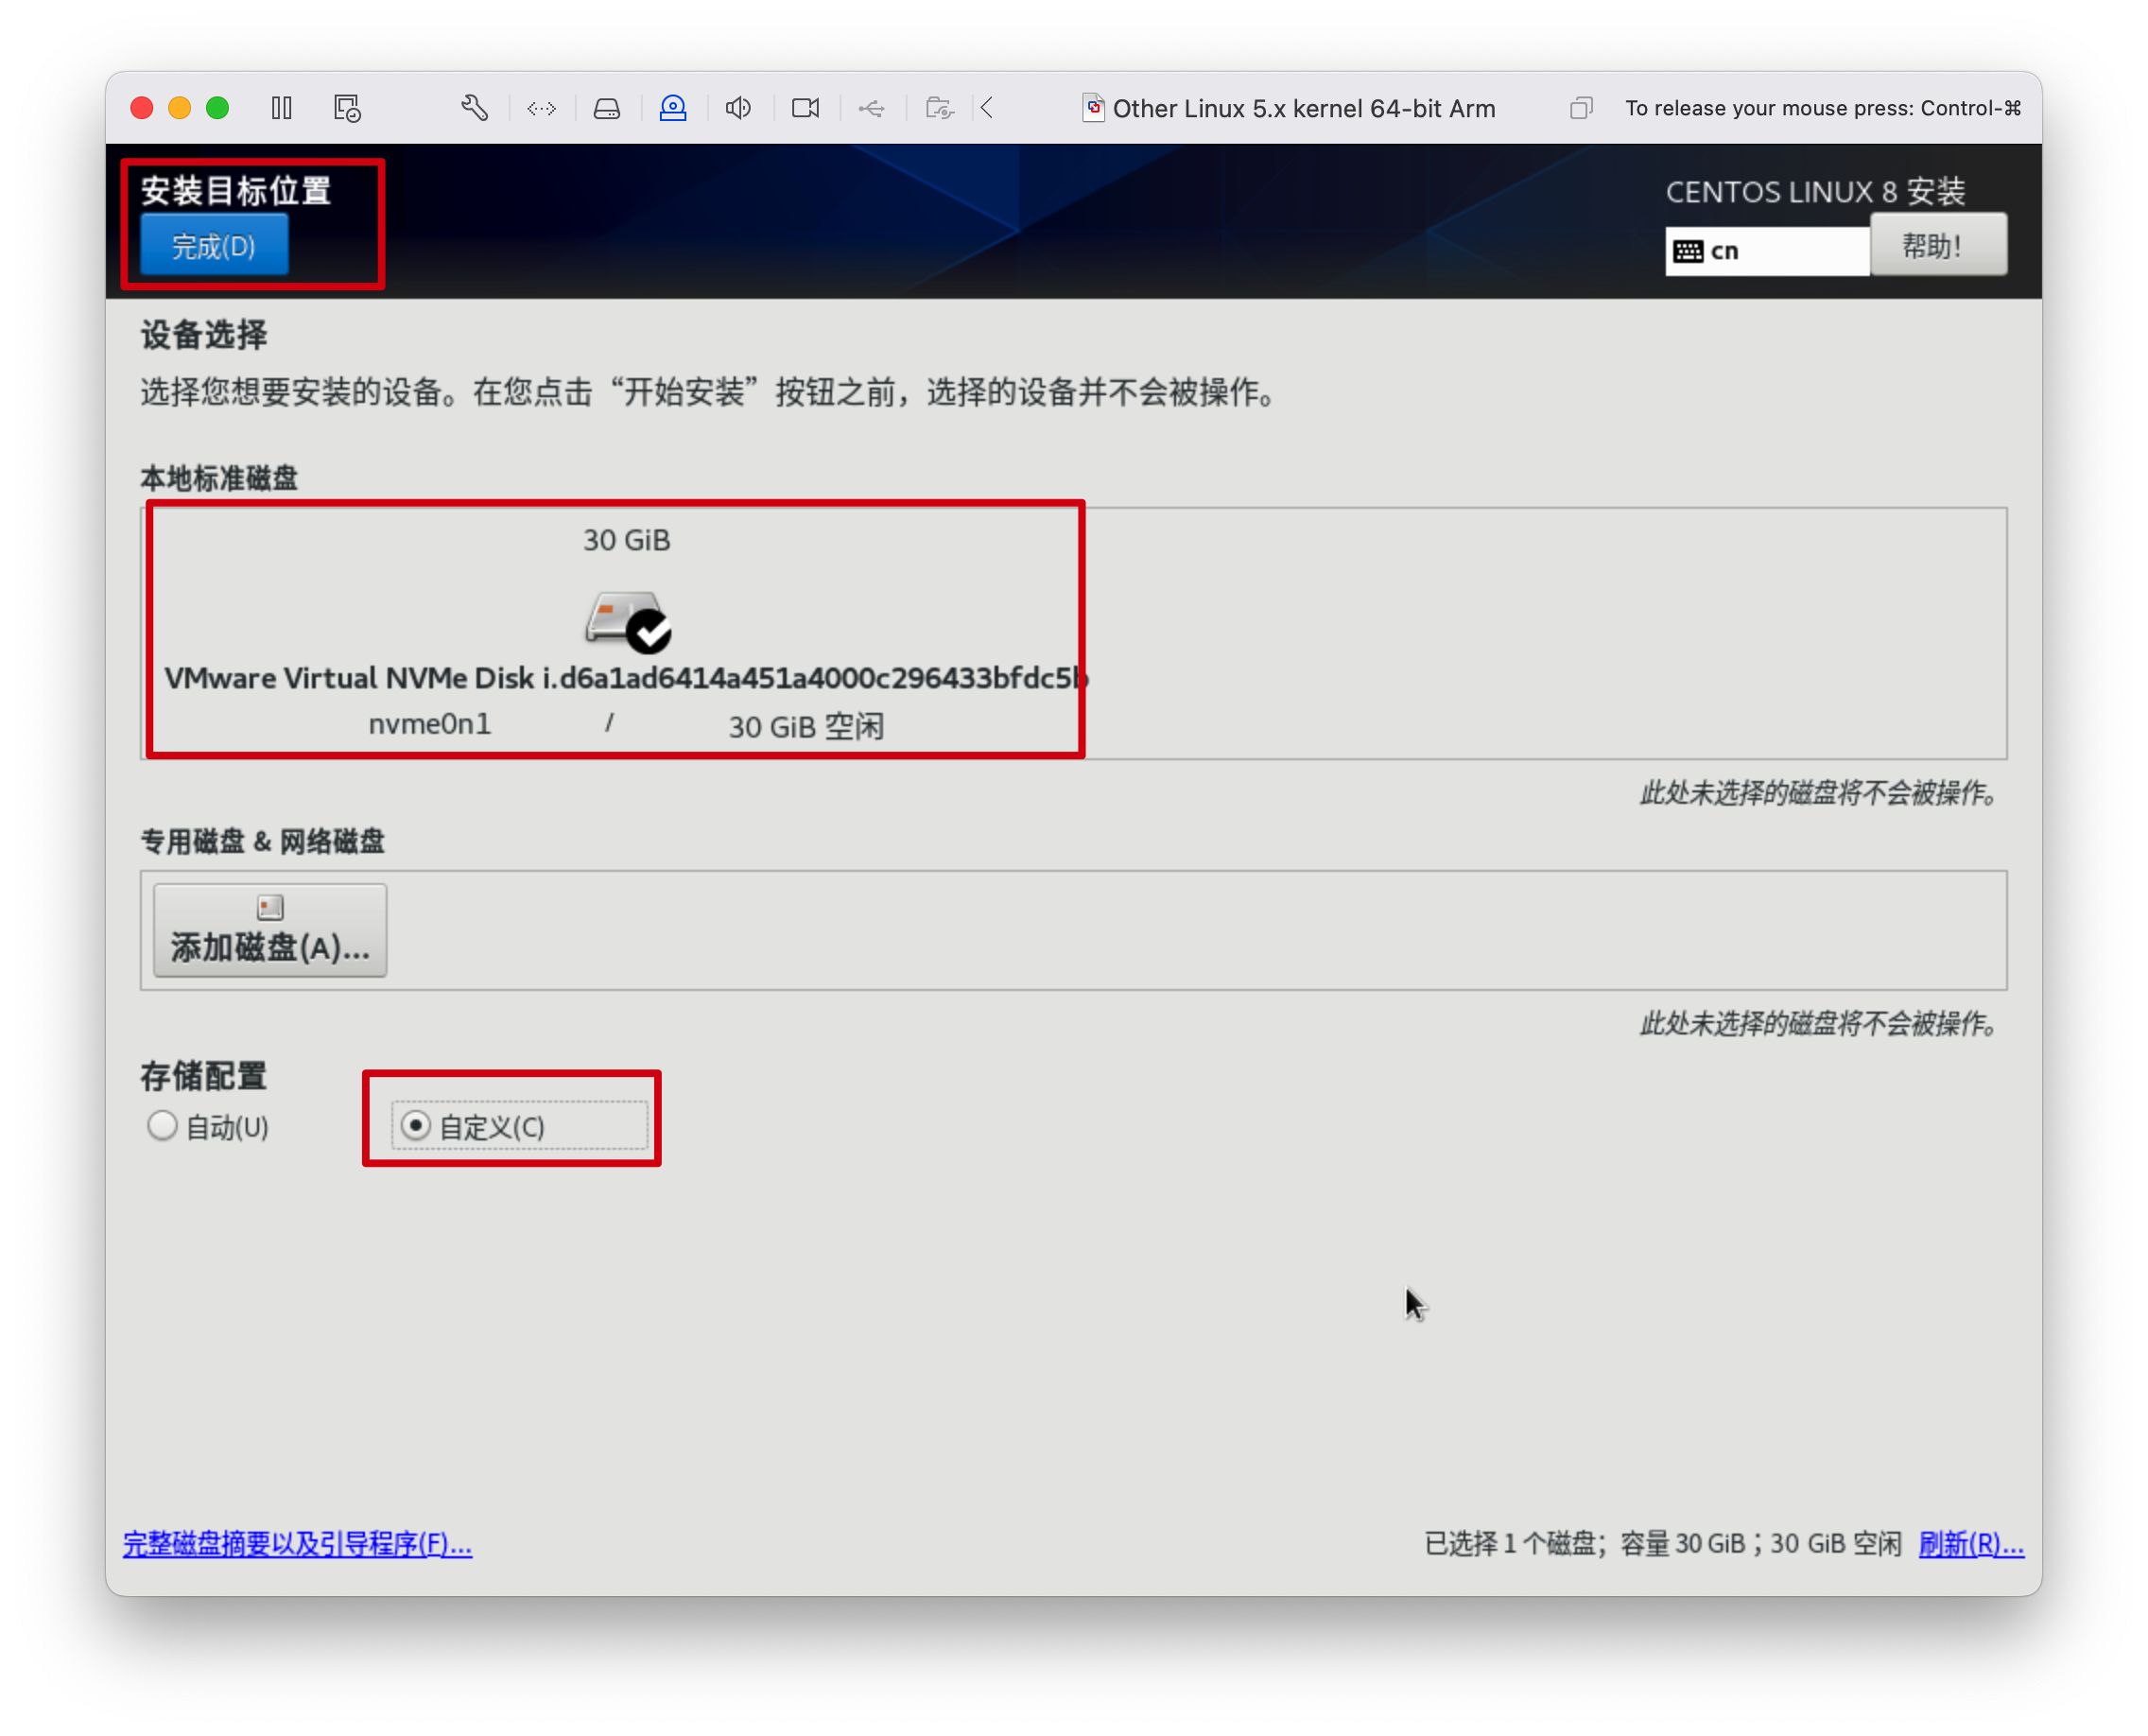 Other Linux 5.x kernel 64-bit Arm
To release your mouse press: Control-⌘
安装目标位置
CENTOS LINUX 8 安装
完成(D)
cn
帮助！
设备选择
选择您想要安装的设备。在您点击“开始安装”按钮之前，选择的设备并不会被操作。
本地标准磁盘
30 GiB
VMware Virtual NVMe Disk i.d6a1ad6414a451a4000c296433bfdc5b
nvme0n1 / 30 GiB 空闲
此处未选择的磁盘将不会被操作。
专用磁盘 & 网络磁盘
添加磁盘(A)...
此处未选择的磁盘将不会被操作。
存储配置
自动(U) 自定义(C)
完整磁盘摘要以及引导程序(F)...
已选择 1 个磁盘；容量 30 GiB；30 GiB 空闲 刷新(R)...